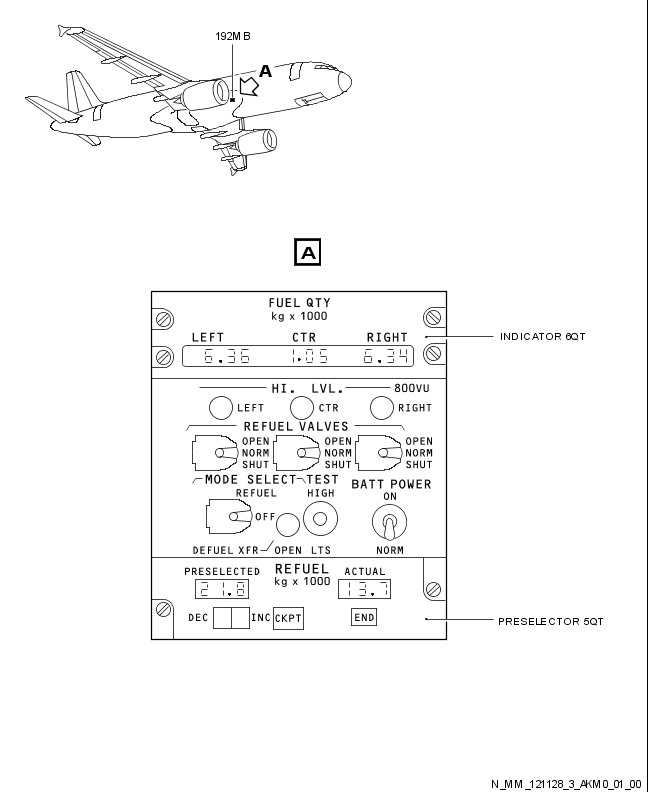 192MB
A
A
FUEL QTY
kg x 1000
LEFT CTR RIGHT
6.36 1.05 6.34
INDICATOR 6QT
HI. LVL. 800VU
LEFT CTR RIGHT
REFUEL VALVES
OPEN OPEN OPEN
NORM NORM NORM
SHUT SHUT SHUT
MODE SELECT TEST BATT POWER
REFUEL HIGH ON
OFF
DEFUEL XFR OPEN LTS NORM
PRESELECTED REFUEL ACTUAL
kg x 1000
21.8 13.7
DEC INC CKPT END
PRESELECTOR 5QT
N_MM_121128_3_AKM0_01_00